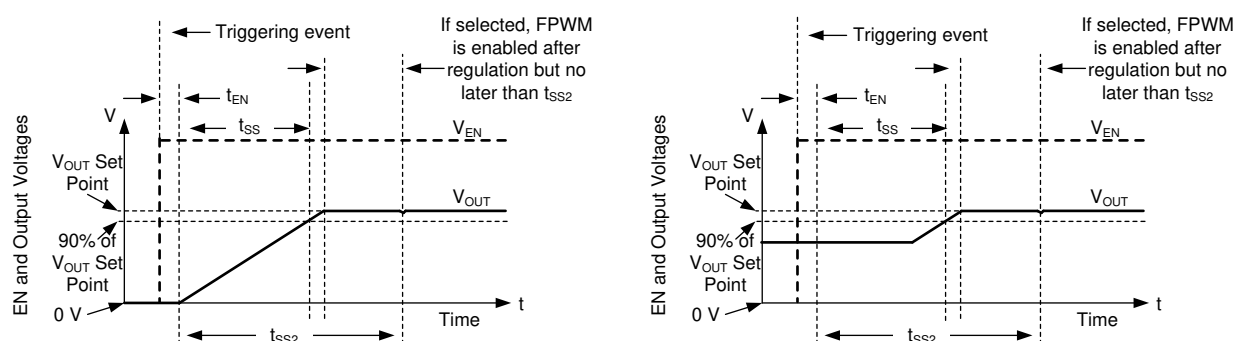 Triggering event
If selected, FPWM
is enabled after
regulation but no
later than tSS2
tEN
V
tSS
VEN
EN and Output Voltages
VOUT Set
Point
VOUT
90% of
VOUT Set
Point
0 V
t
Time
tSS2
Triggering event
If selected, FPWM
is enabled after
regulation but no
later than tSS2
tEN
V
tSS
VEN
EN and Output Voltages
VOUT Set
Point
VOUT
90% of
VOUT Set
Point
0 V
t
Time
tSS2